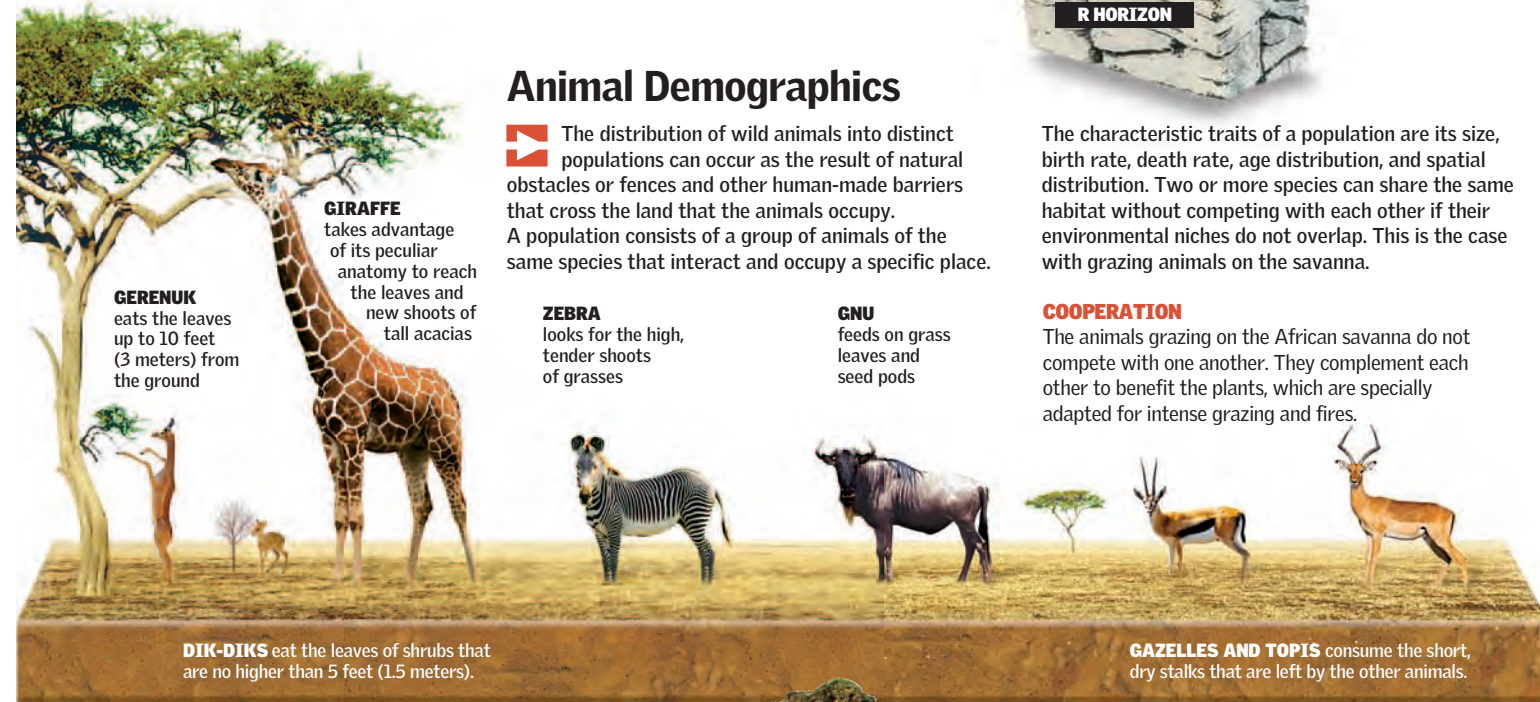 R HORIZON
Animal Demographics
The distribution of wild animals into distinct
populations can occur as the result of natural
obstacles or fences and other human-made barriers
that cross the land that the animals occupy.
A population consists of a group of animals of the
same species that interact and occupy a specific place.
The characteristic traits of a population are its size,
birth rate, death rate, age distribution, and spatial
distribution. Two or more species can share the same
habitat without competing with each other if their
environmental niches do not overlap. This is the case
with grazing animals on the savanna.
GERENUK
eats the leaves
up to 10 feet
(3 meters) from
the ground
GIRAFFE
takes advantage
of its peculiar
anatomy to reach
the leaves and
new shoots of
tall acacias
ZEBRA
looks for the high,
tender shoots
of grasses
GNU
feeds on grass
leaves and
seed pods
COOPERATION
The animals grazing on the African savanna do not
compete with one another. They complement each
other to benefit the plants, which are specially
adapted for intense grazing and fires.
DIK-DIKS eat the leaves of shrubs that
are no higher than 5 feet (1.5 meters).
GAZELLES AND TOPIS consume the short,
dry stalks that are left by the other animals.